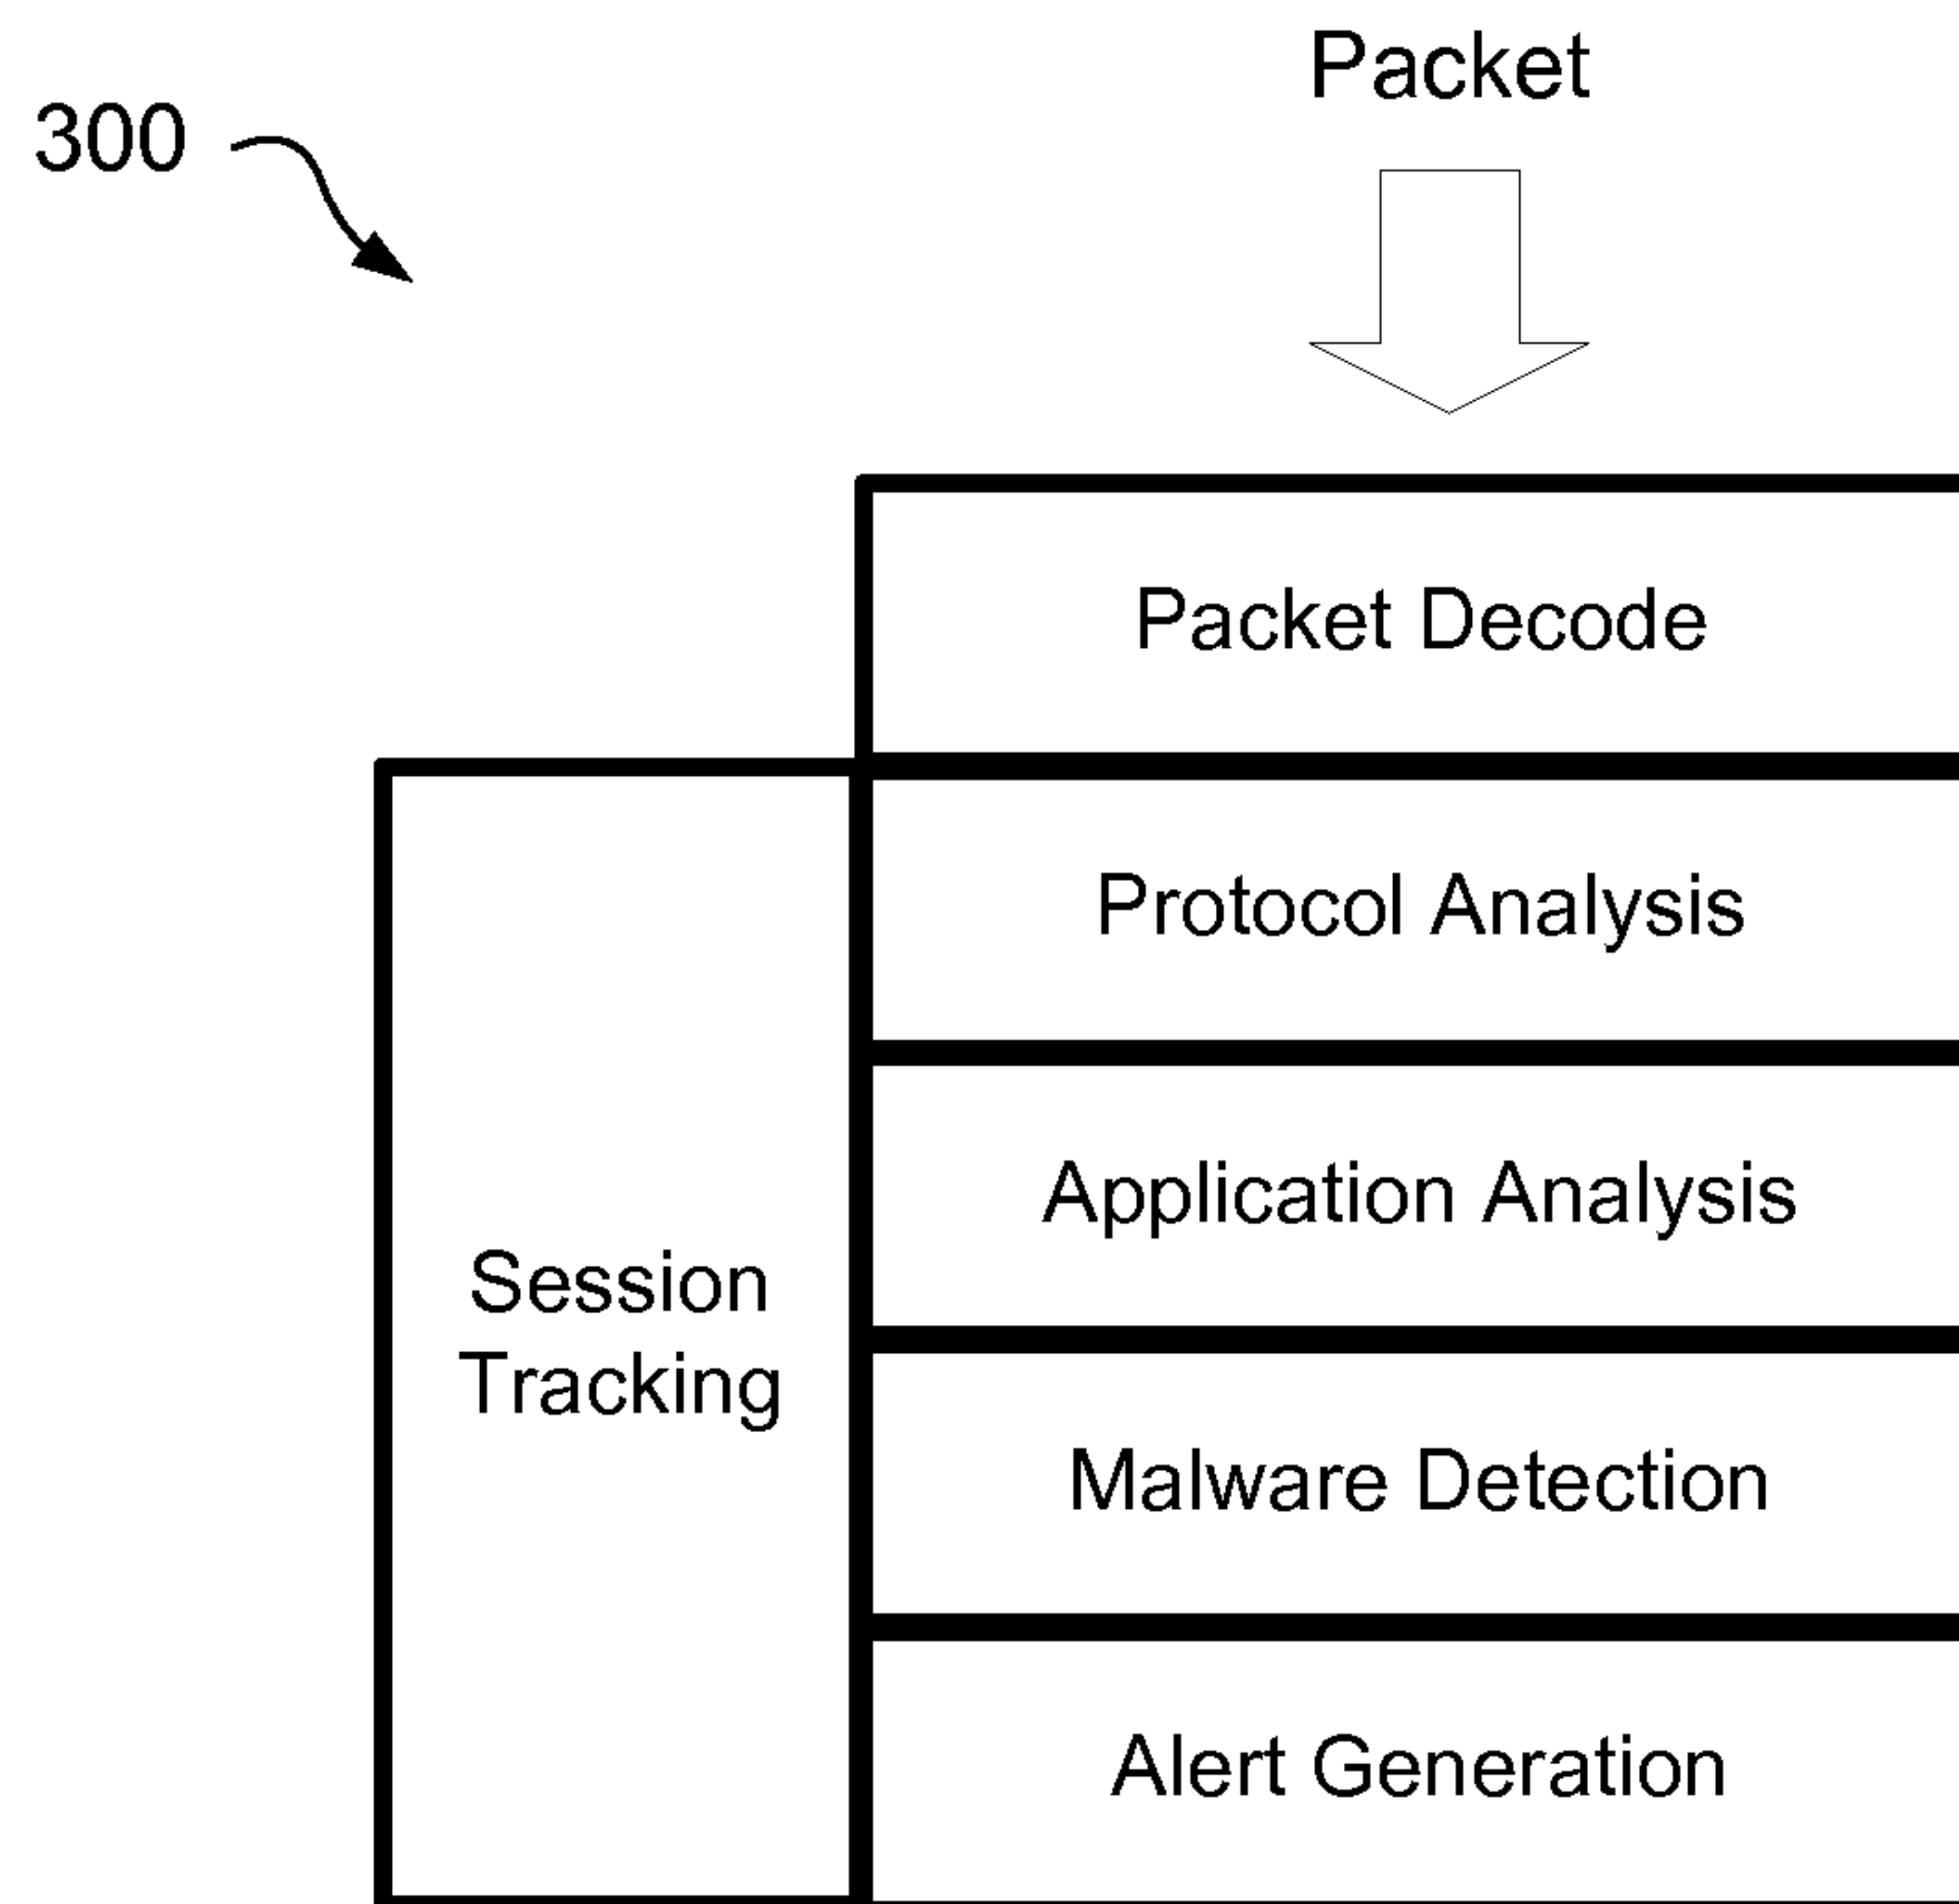 Packet
300
Packet Decode
Protocol Analysis
Application Analysis
Session
Tracking
Malware Detection
Alert Generation